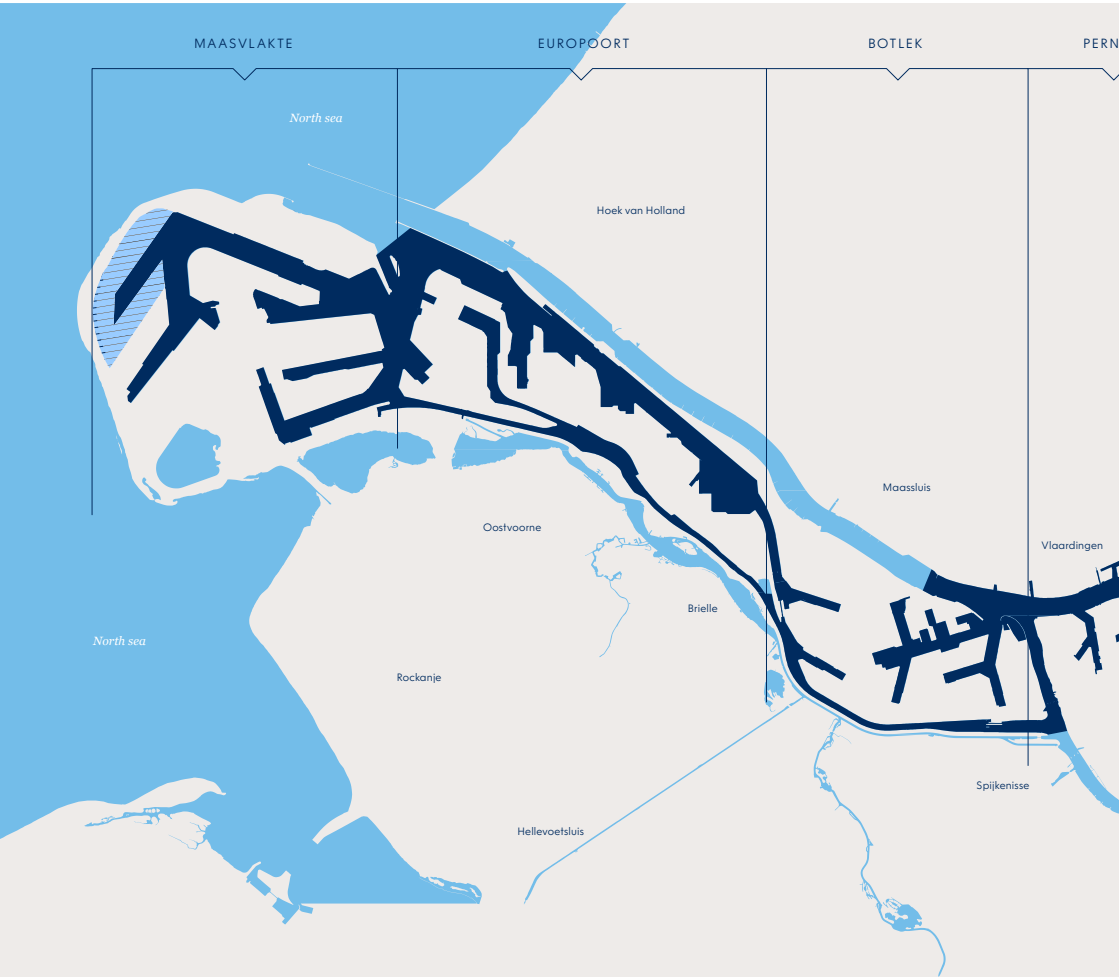 MAASVLAKTE
EUROPOORT
BOTLEK
PERN
North sea
Hoek van Holland
Maassluis
Oostvoorne
Vlaardingen
Brielle
North sea
Rockanje
Spijkenisse
Hellevoetsluis